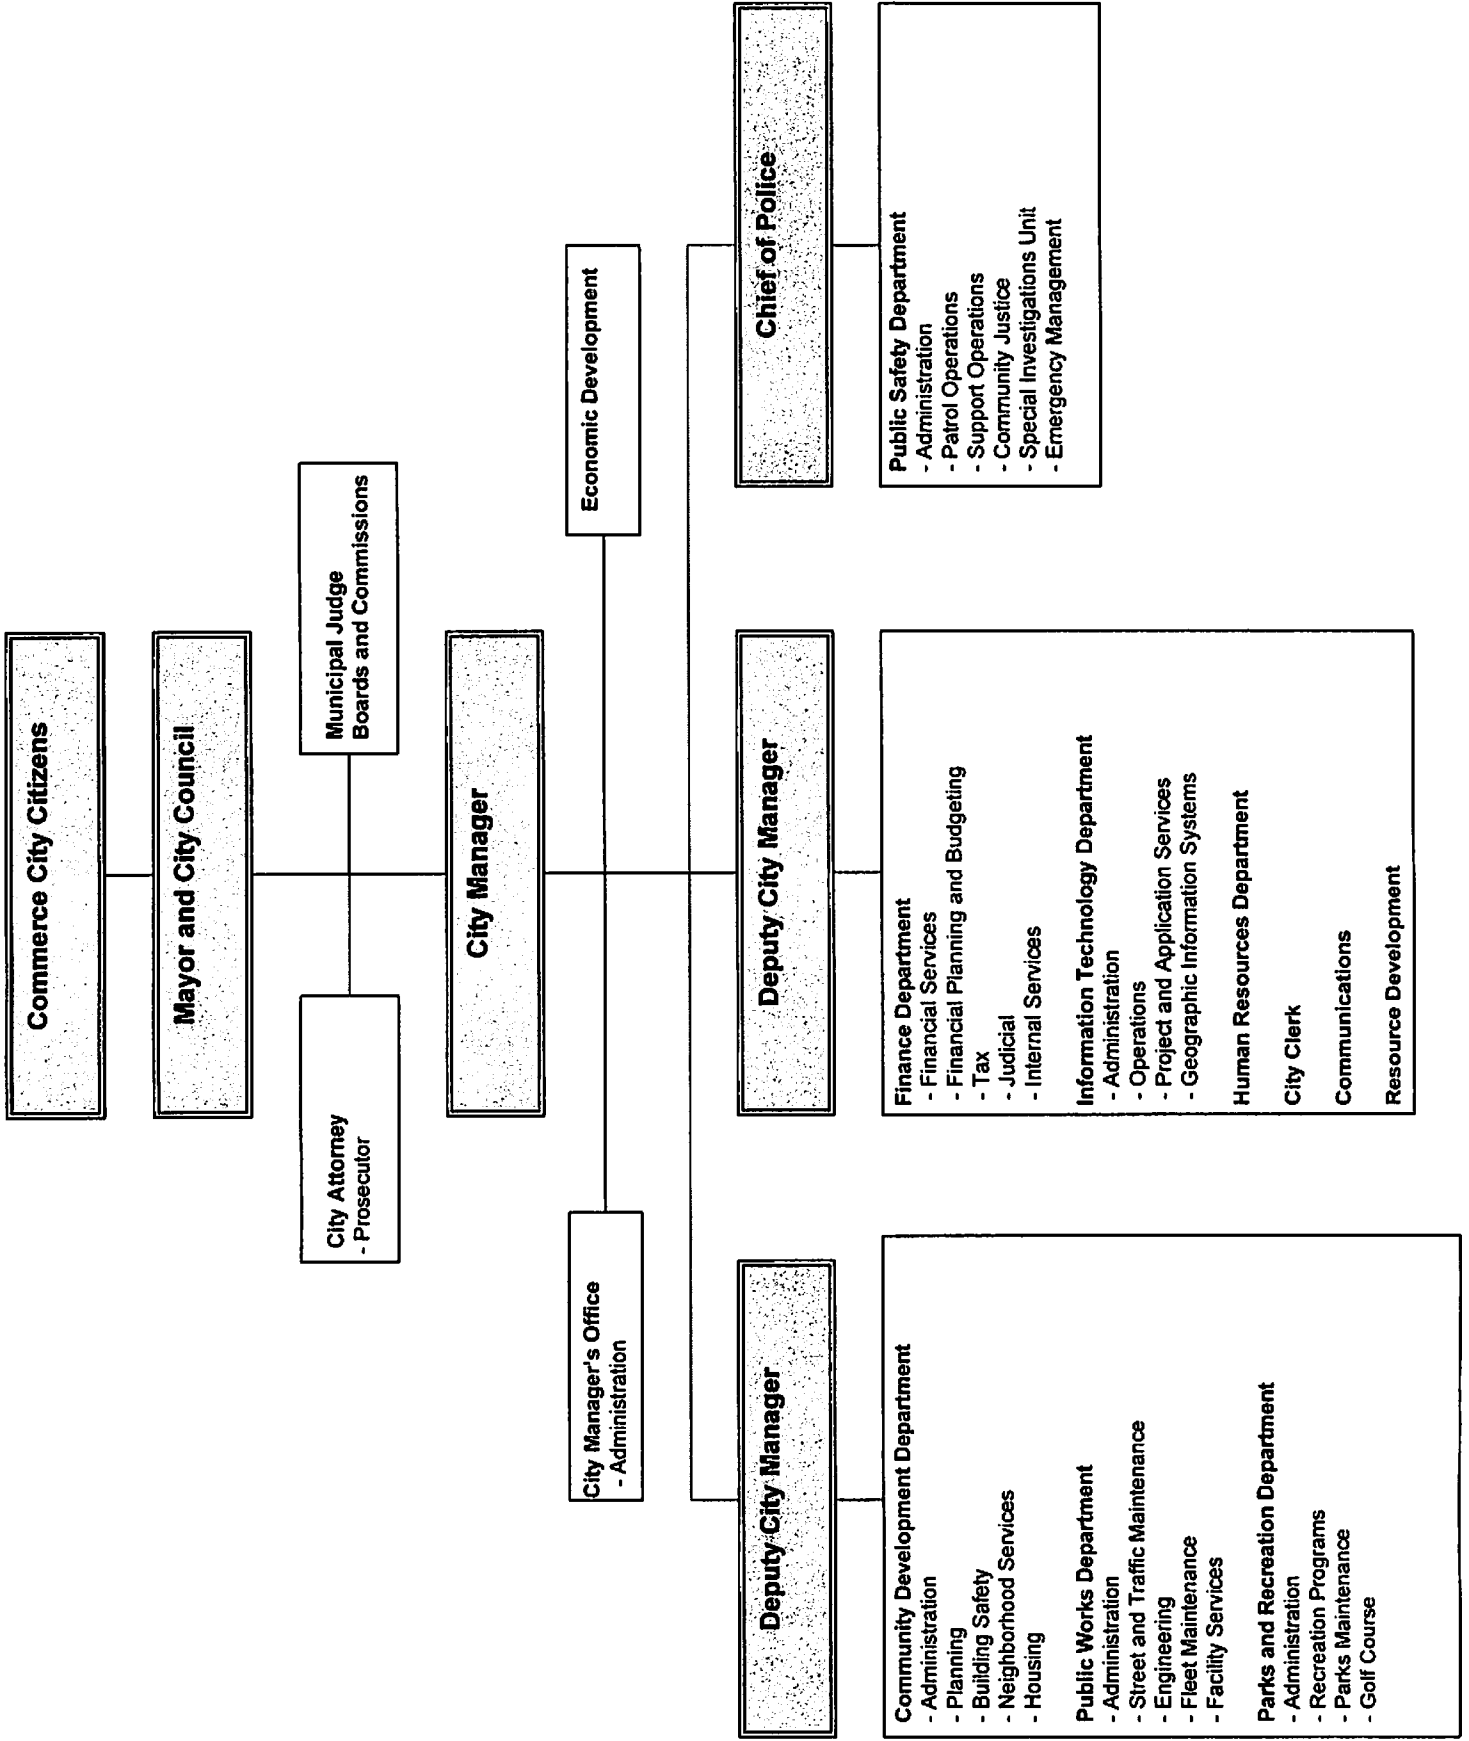 Commerce City Citizens
Mayor and City Council
City Attorney
- Prosecutor
Municipal Judge
Boards and Commissions
City Manager
City Manager's Office
- Administration
Economic Development
Deputy City Manager
Community Development Department
- Administration
- Planning
- Building Safety
- Neighborhood Services
- Housing
Public Works Department
- Administration
- Street and Traffic Maintenance
- Engineering
- Fleet Maintenance
- Facility Services
Parks and Recreation Department
- Administration
- Recreation Programs
- Parks Maintenance
- Golf Course
Deputy City Manager
Finance Department
- Financial Services
- Financial Planning and Budgeting
- Tax
- Judicial
- Internal Services
Information Technology Department
- Administration
- Operations
- Project and Application Services
- Geographic Information Systems
Human Resources Department
City Clerk
Communications
Resource Development
Chief of Police
Public Safety Department
- Administration
- Patrol Operations
- Support Operations
- Community Justice
- Special Investigations Unit
- Emergency Management